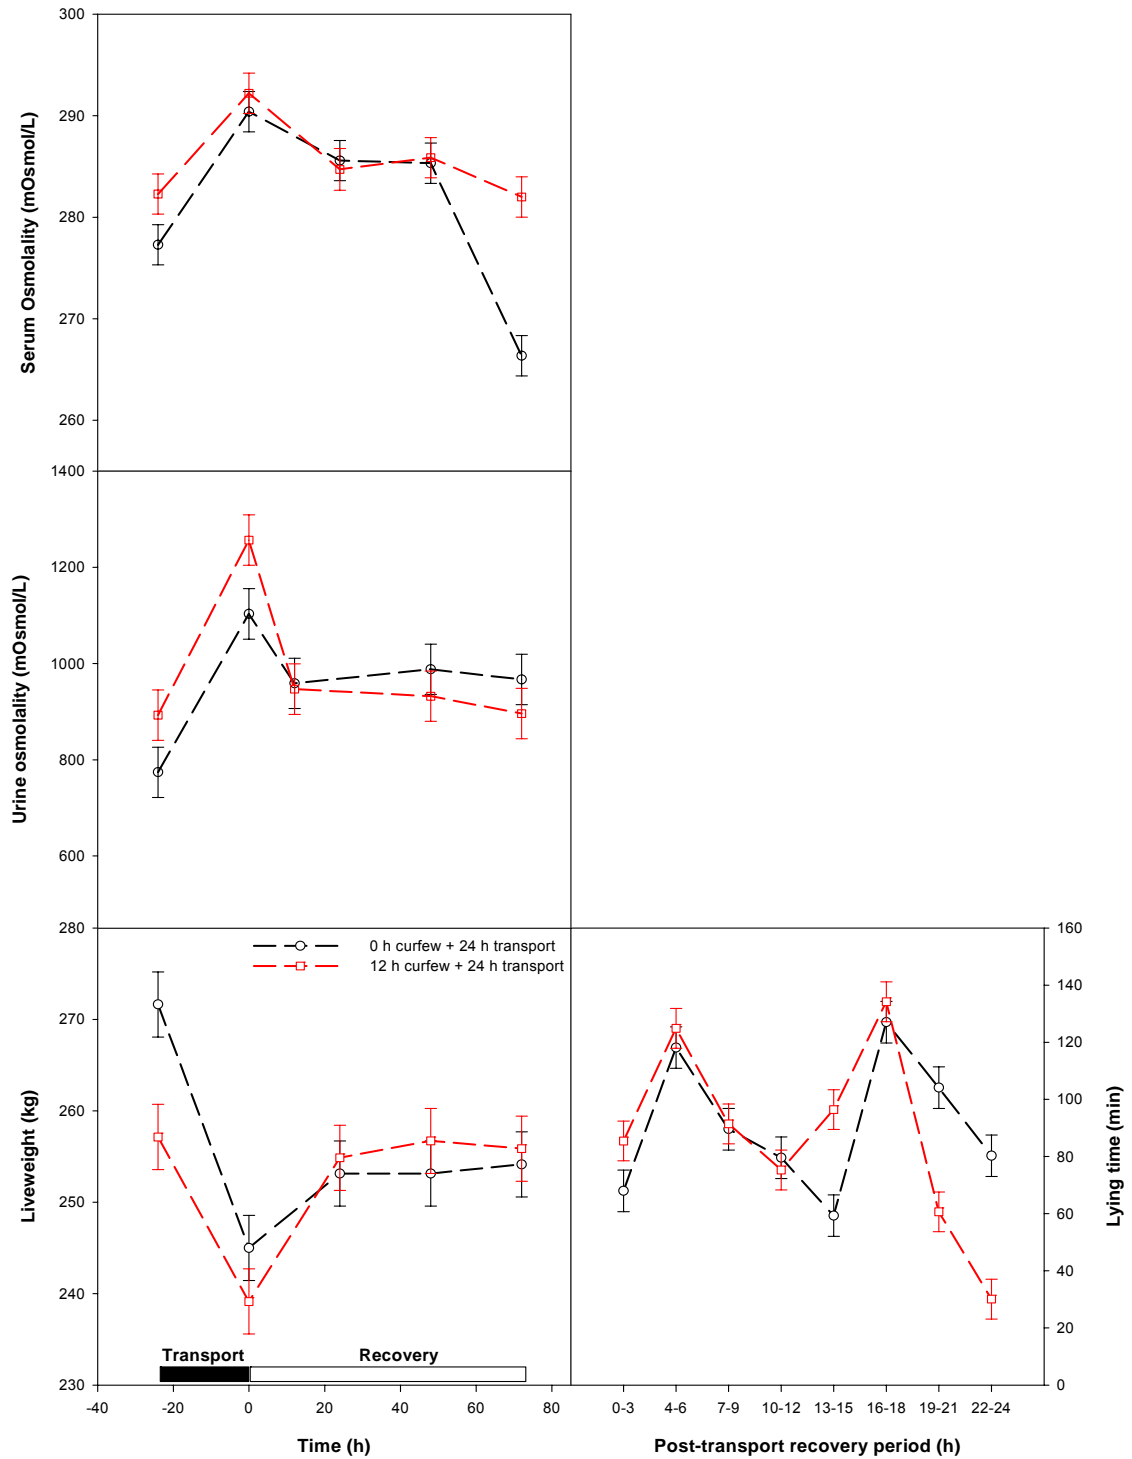 300
290
280
270
260
Serum Osmolality (mOsmol/L)
1400
1200
1000
800
600
Urine osmolality (mOsmol/L)
280
270
260
250
240
230
Liveweight (kg)
0 h curfew + 24 h transport
12 h curfew + 24 h transport
Transport
Recovery
-40 -20 0 20 40 60 80
Time (h)
160
140
120
100
80
60
40
20
0
Lying time (min)
0-3 4-6 7-9 10-12 13-15 16-18 19-21 22-24
Post-transport recovery period (h)